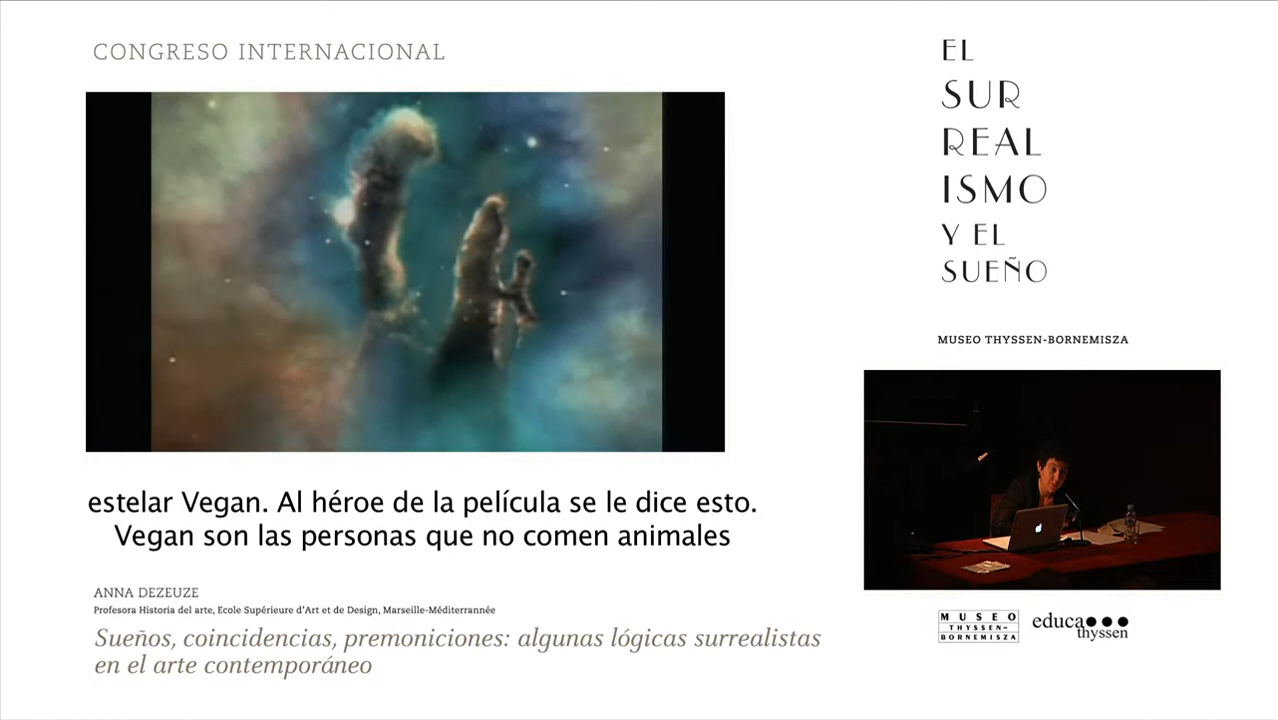 CONGRESO INTERNACIONAL
EL
SUR
REAL
ISMO
Y EL
SUEÑO
MUSEO THYSSEN-BORNEMISZA
estelar Vegan. Al héroe de la película se le dice esto.
Vegan son las personas que no comen animales
ANNA DEZEUZE
Profesora Historia del arte, Ecole Supérieure d'Art et de Design, Marseille-Méditerrannée
Sueños, coincidencias, premoniciones: algunas lógicas surrealistas
en el arte contemporáneo
MUSEO
THYSSEN-
BORNEMISZA
educa
thyssen